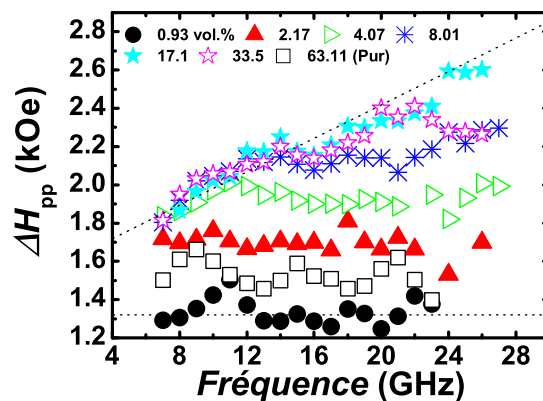 0.93 vol.% 2.17 4.07 8.01
17.1 33.5 63.11 (Pur)
2.8
2.6
2.4
2.2
2.0
1.8
1.6
1.4
1.2
ΔHpp (kOe)
4 8 12 16 20 24 28
Fréquence (GHz)